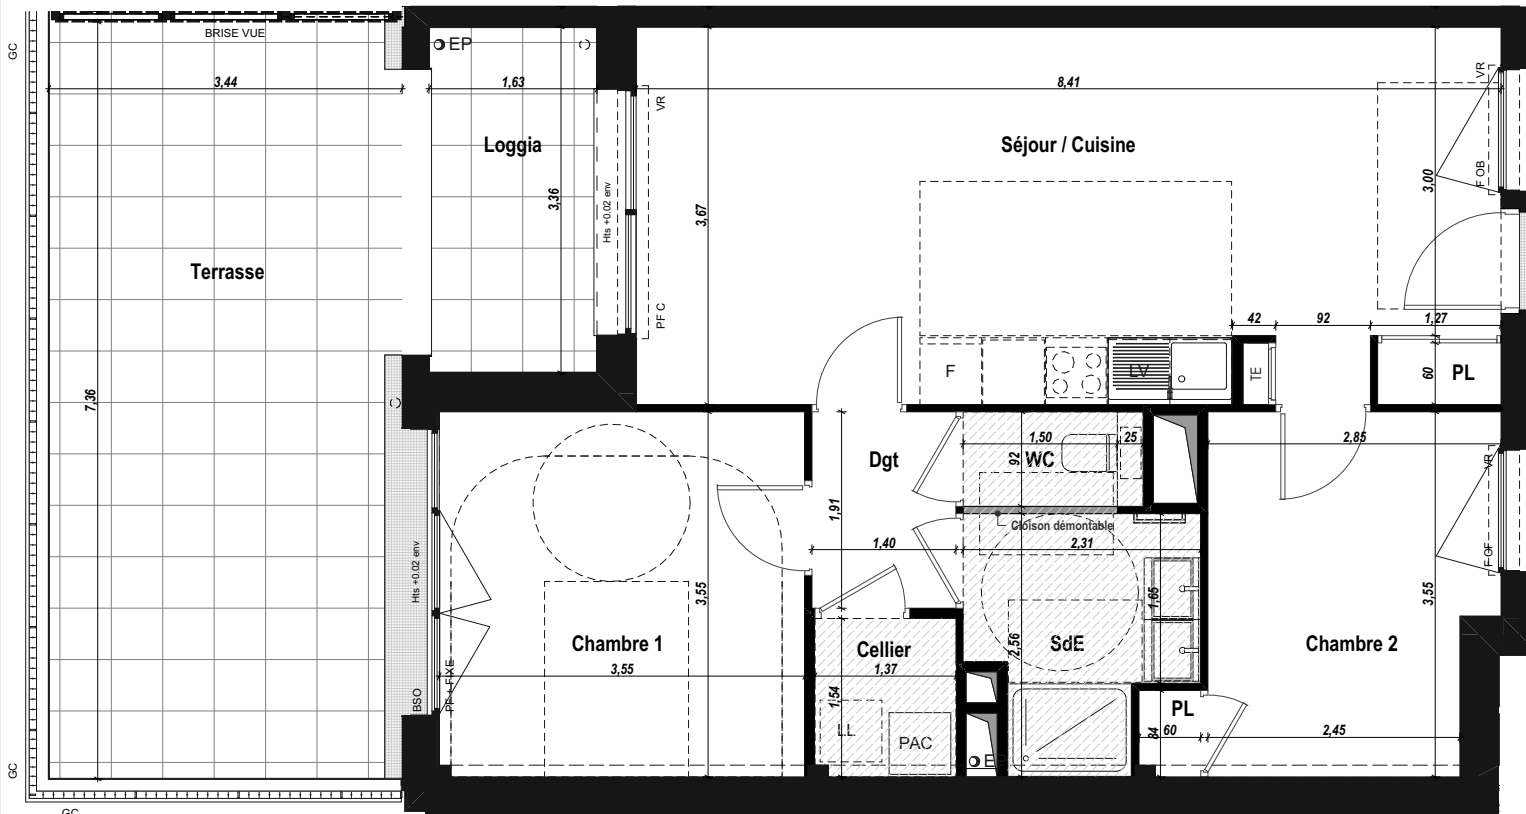 GC
BRISE VUE
EP
3,44
1,63
8,41
VR
VR
Loggia
Séjour / Cuisine
F OB
3,00
3,36
3,67
Hts +0.02 env
Terrasse
PF C
42
92
1,27
7,36
F
LV
TE
60
PL
1,50
25
2,85
Dgt
92
WC
VR
1,91
Cloison démontable
1,40
2,31
F OF
Hts +0.02 env
3,55
1,65
3,55
Chambre 1
Cellier
2,56
SdE
Chambre 2
3,55
1,37
BSO
PF + FIXE
1,54
PL
LL
PAC
84
60
2,45
EP
GC
GC